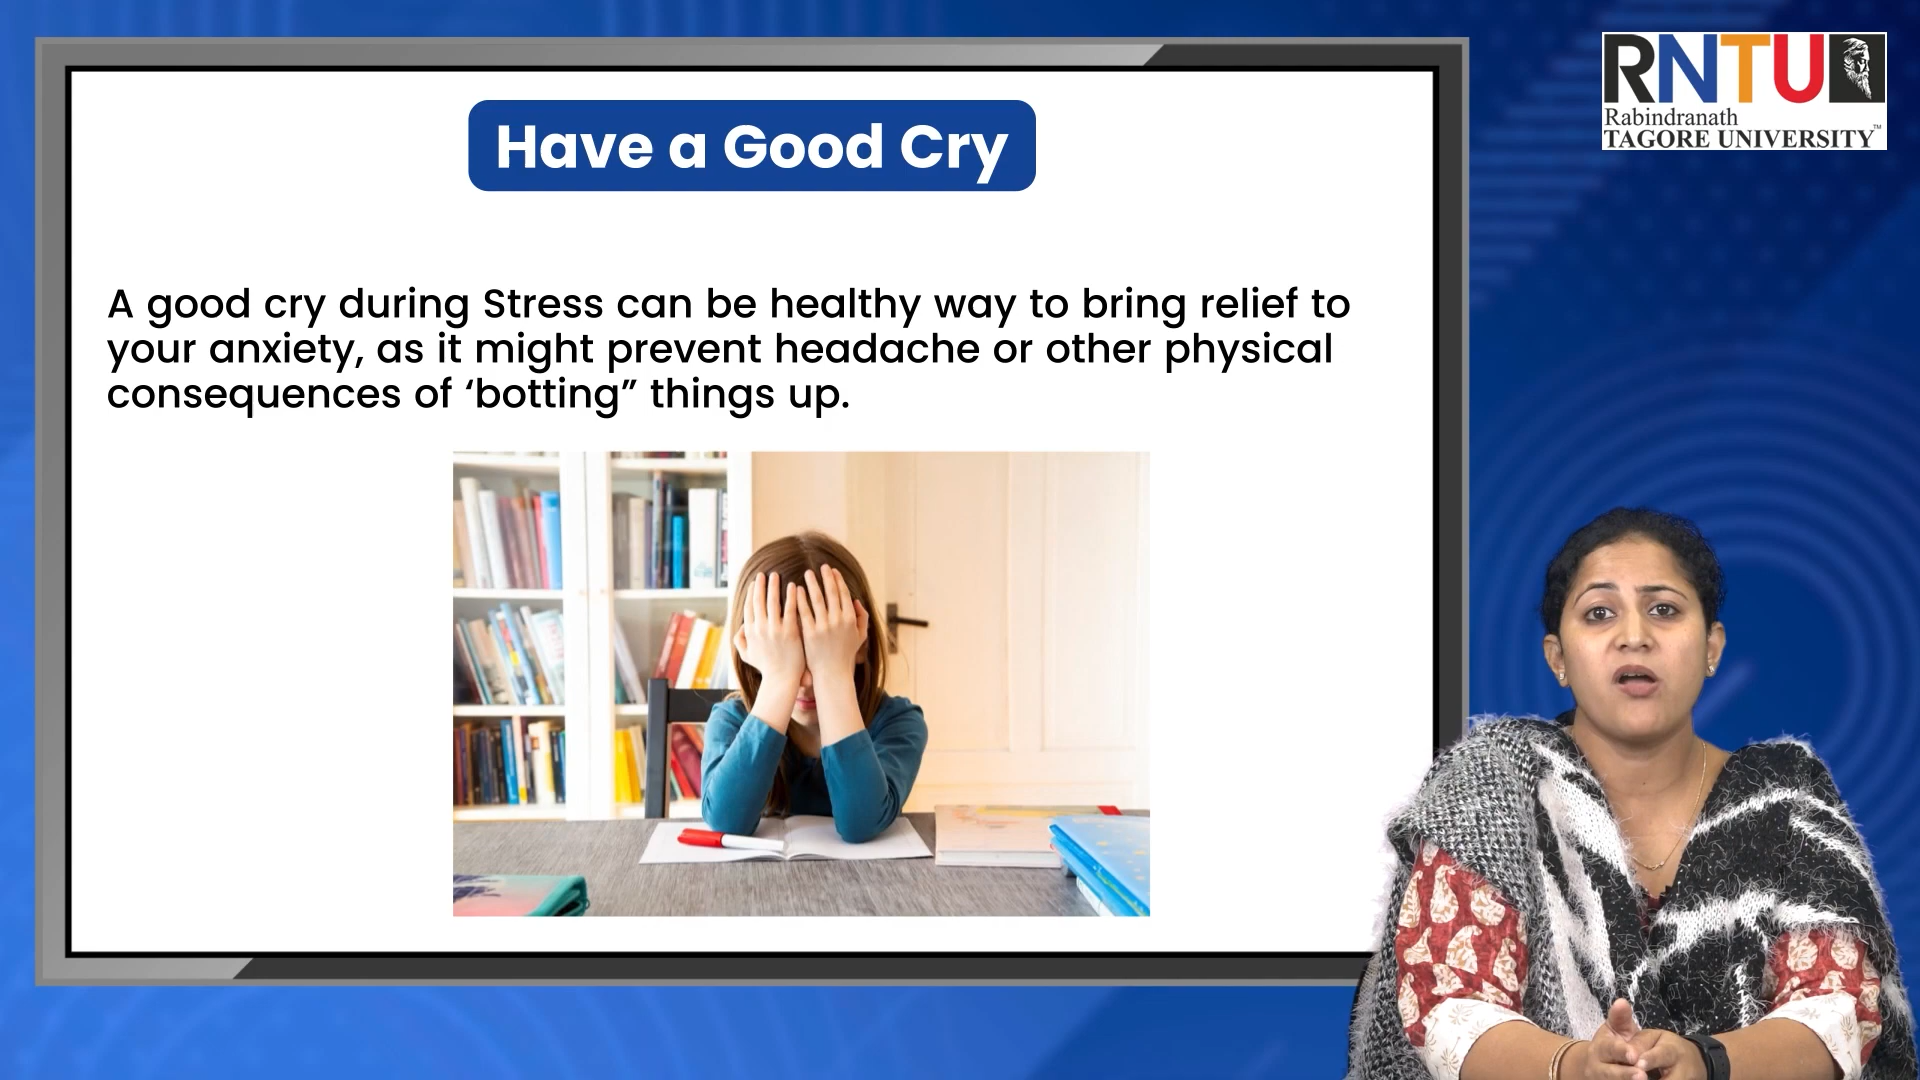 Have a Good Cry
A good cry during Stress can be healthy way to bring relief to
your anxiety, as it might prevent headache or other physical
consequences of ‘botting” things up.
RNTU
Rabindranath
TAGORE UNIVERSITY™